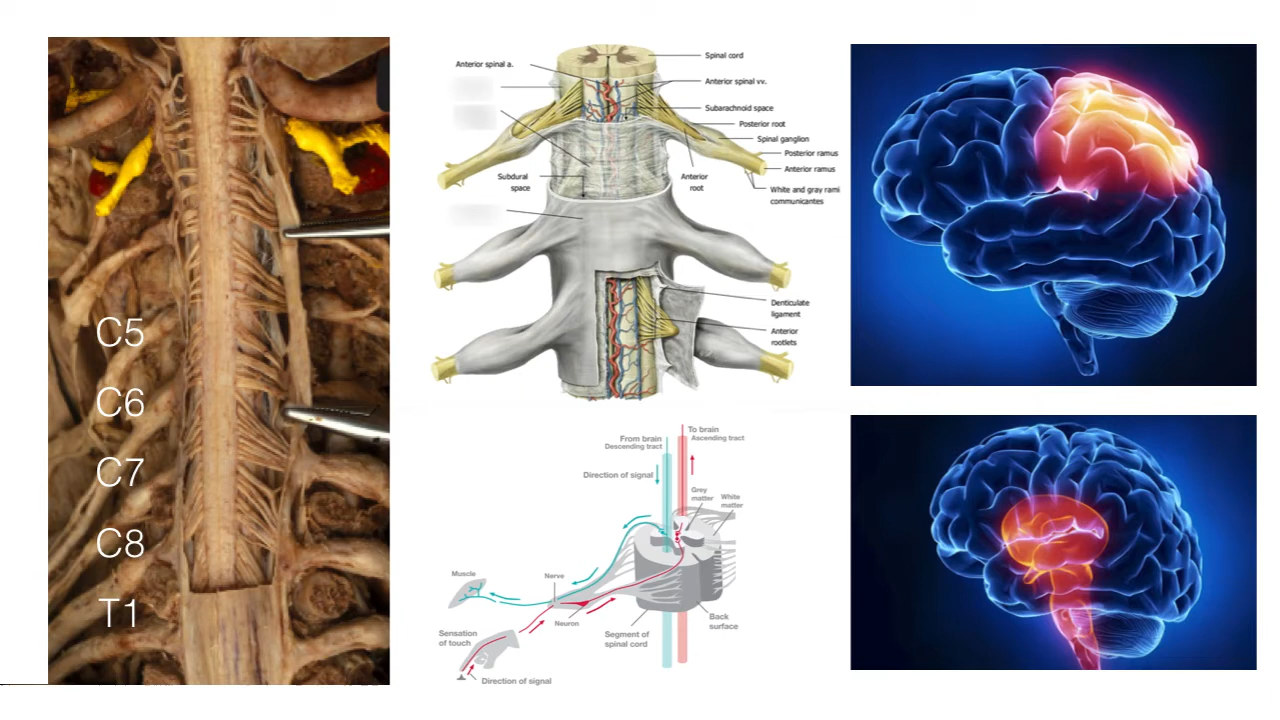 C5
C6
C7
C8
T1
Anterior spinal a.
Subdural
space
Spinal cord
Anterior spinal vv.
Subarachnoid space
Posterior root
Spinal ganglion
Posterior ramus
Anterior ramus
White and gray rami
communicantes
Anterior
root
Denticulate
ligament
Anterior
rootlets
From brain
Descending tract
To brain
Ascending tract
Direction of signal
Grey
matter
White
matter
Muscle
Nerve
Neuron
Sensation
of touch
Segment of
spinal cord
Back
surface
Direction of signal